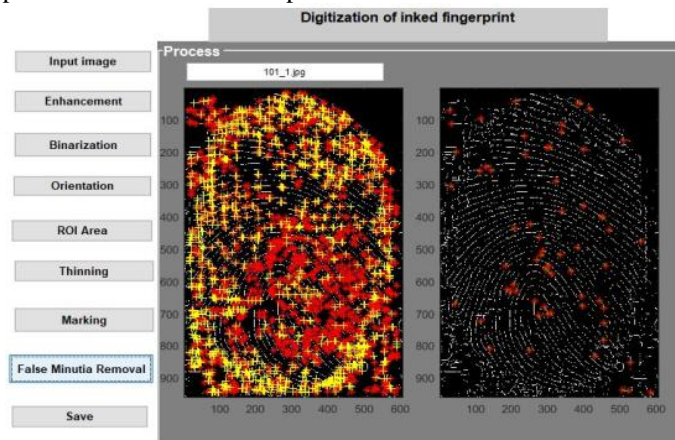 Digitization of inked fingerprint
Process
Input image
101_1.jpg
Enhancement
Binarization
Orientation
ROI Area
Thinning
Marking
False Minutia Removal
Save
100
200
300
400
500
600
700
800
900
100 200 300 400 500 600
100
200
300
400
500
600
700
800
900
100 200 300 400 500 600